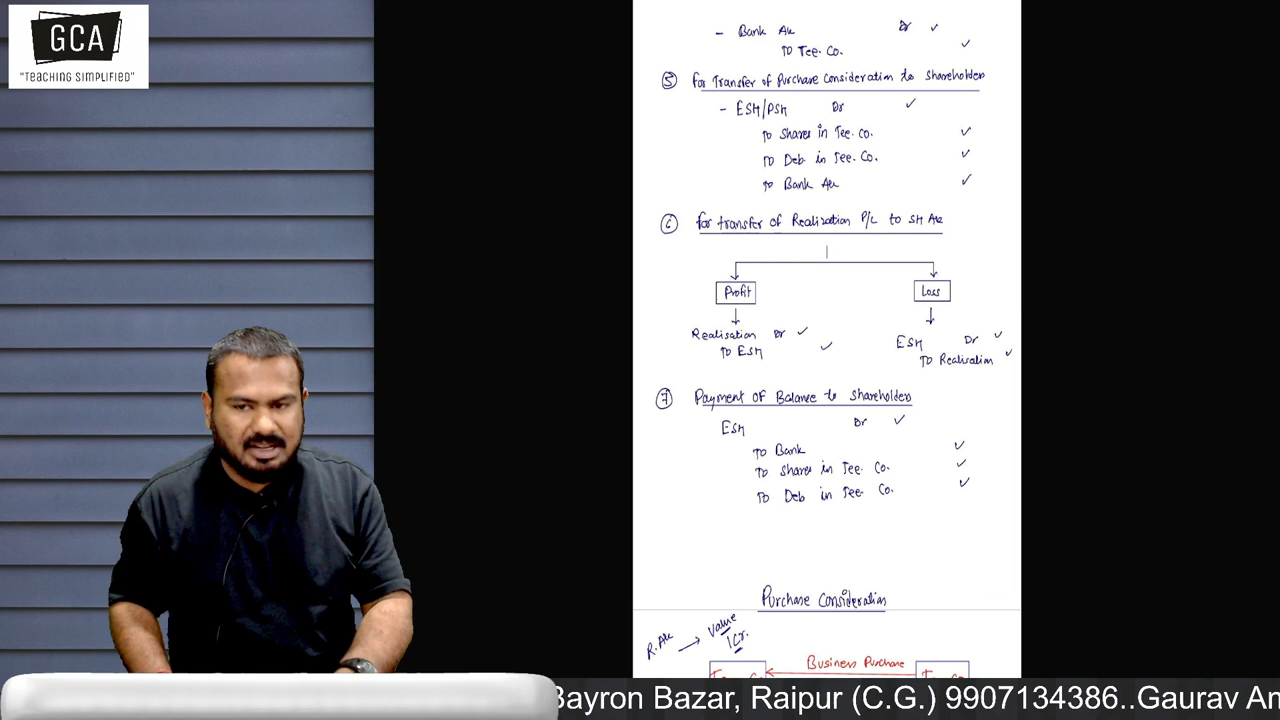 GCA
"TEACHING SIMPLIFIED"
- Bank A/c Dr ✓
To Tee. Co. ✓
⑤ For Transfer of Purchase Consideration to Shareholders
- ESH/PSH Dr ✓
To Shares in Tee. Co. ✓
To Deb in Tee. Co. ✓
To Bank A/c ✓
⑥ For transfer of Realization P/L to SH A/c
Profit Loss
Realisation Dr ✓
To ESH ✓
ESH Dr ✓
To Realisation ✓
⑦ Payment OF Balance to Shareholders
ESH Dr ✓
To Bank ✓
To Shares in Tee. Co. ✓
To Deb in Tee. Co. ✓
Purchase Consideration
R. A/c → Value
1 Cr.
Business Purchase
Bayron Bazar, Raipur (C.G.) 9907134386..Gaurav An